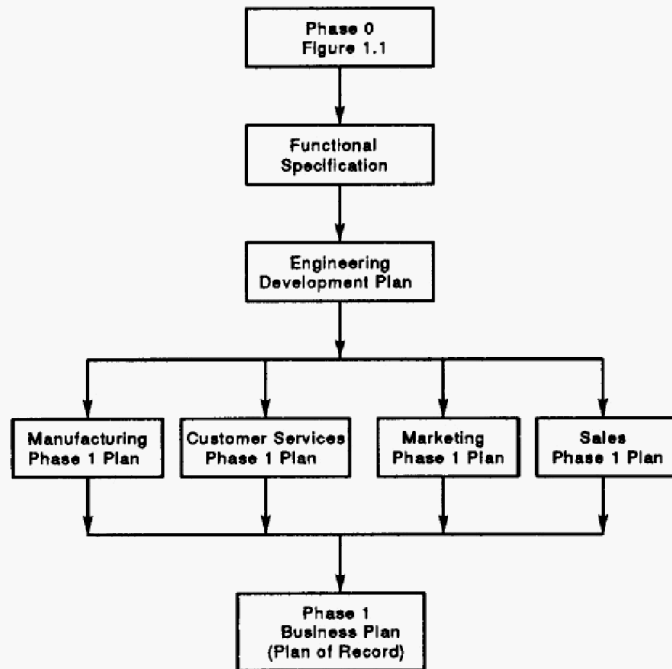 Phase 0
Figure 1.1
Functional
Specification
Engineering
Development Plan
Manufacturing
Phase 1 Plan
Customer Services
Phase 1 Plan
Marketing
Phase 1 Plan
Sales
Phase 1 Plan
Phase 1
Business Plan
(Plan of Record)